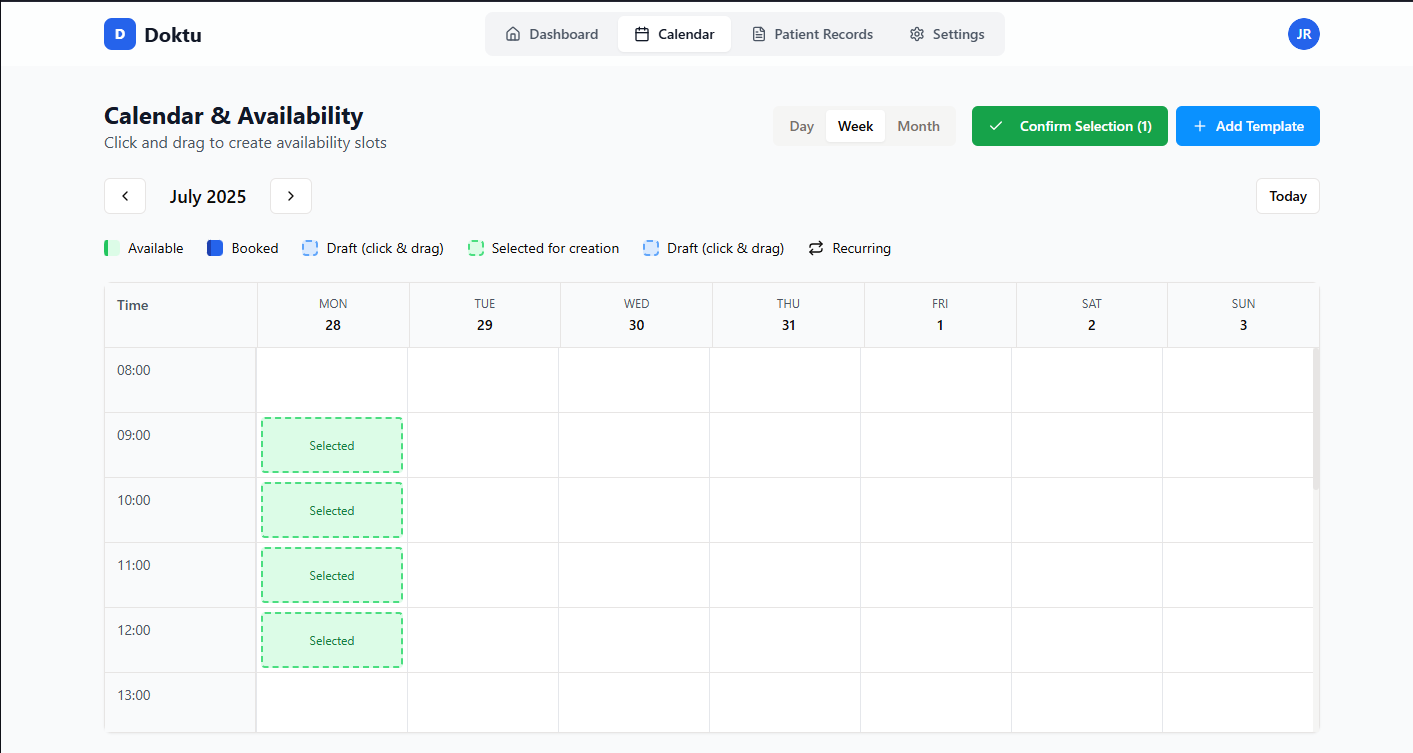 D Doktu Dashboard Calendar Patient Records Settings JR
Calendar & Availability
Click and drag to create availability slots
Day Week Month Confirm Selection (1) Add Template
July 2025 Today
Available Booked Draft (click & drag) Selected for creation Draft (click & drag) Recurring
Time MON TUE WED THU FRI SAT SUN
28 29 30 31 1 2 3
08:00
09:00 Selected
10:00 Selected
11:00 Selected
12:00 Selected
13:00